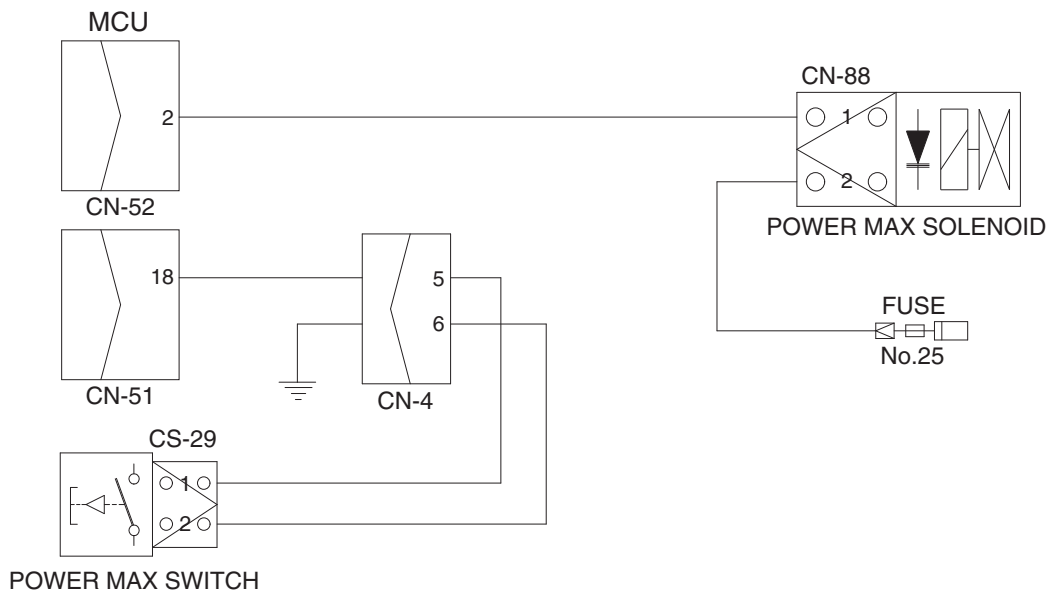 MCU
2
CN-52
CN-88
1
2
POWER MAX SOLENOID
18
CN-51
5
6
CN-4
FUSE
No.25
CS-29
1
2
POWER MAX SWITCH